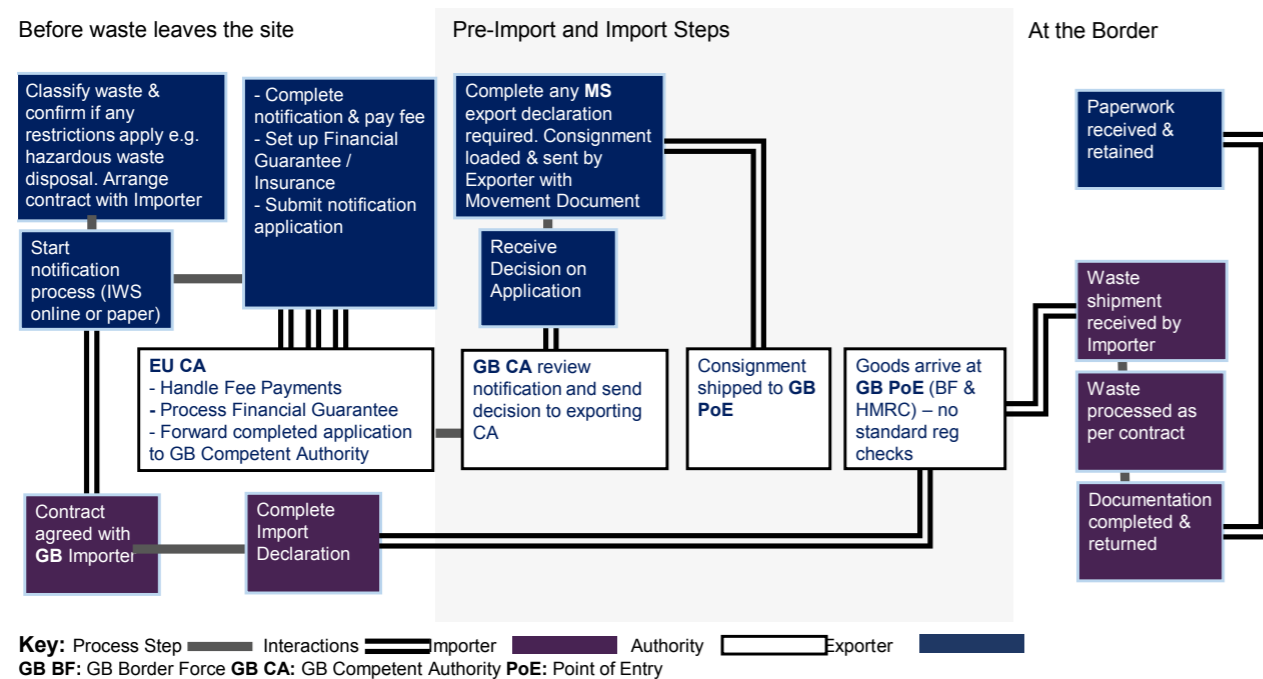 Before waste leaves the site
Pre-Import and Import Steps
At the Border
Classify waste &
confirm if any
restrictions apply e.g.
hazardous waste
disposal. Arrange
contract with Importer
- Complete
notification & pay fee
- Set up Financial
Guarantee /
Insurance
- Submit notification
application
Complete any MS
export declaration
required. Consignment
loaded & sent by
Exporter with
Movement Document
Paperwork
received &
retained
Start
notification
process (IWS
online or paper)
Receive
Decision on
Application
Waste
shipment
received by
Importer
EU CA
- Handle Fee Payments
- Process Financial Guarantee
- Forward completed application
to GB Competent Authority
GB CA review
notification and send
decision to exporting
CA
Consignment
shipped to GB
PoE
Goods arrive at
GB PoE (BF &
HMRC) – no
standard reg
checks
Waste
processed as
per contract
Contract
agreed with
GB Importer
Complete
Import
Declaration
Documentation
completed &
returned
Key: Process Step Interactions Importer Authority Exporter
GB BF: GB Border Force GB CA: GB Competent Authority PoE: Point of Entry